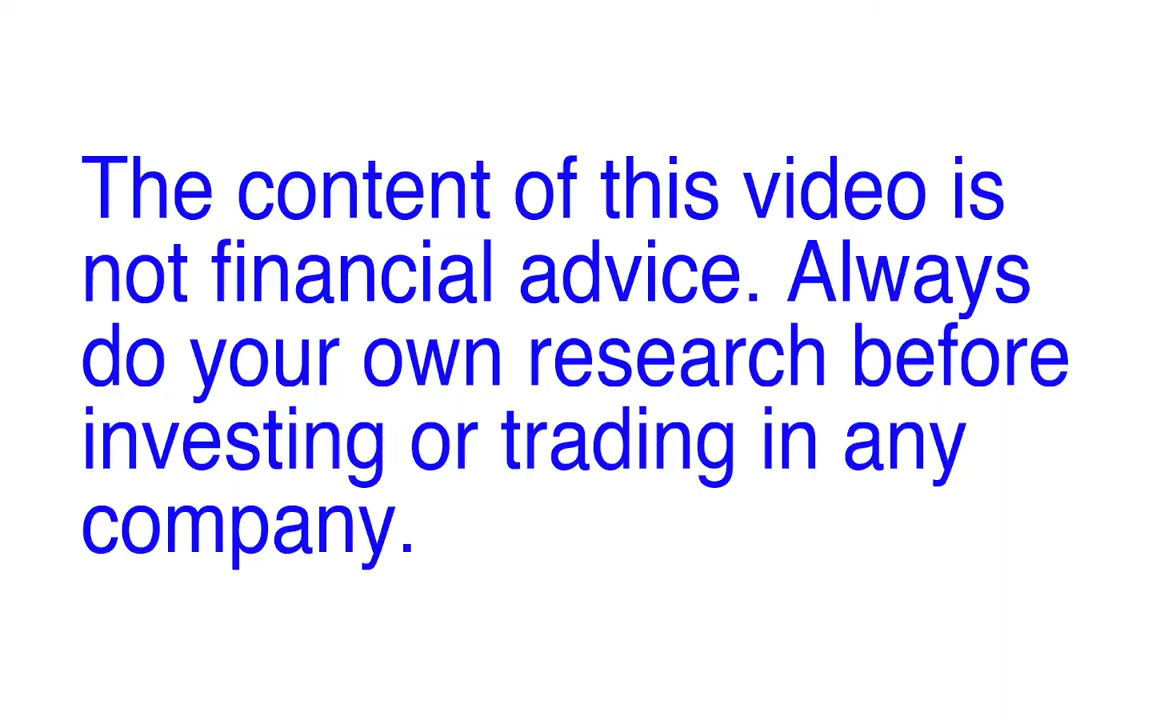 The content of this video is
not financial advice. Always
do your own research before
investing or trading in any
company.